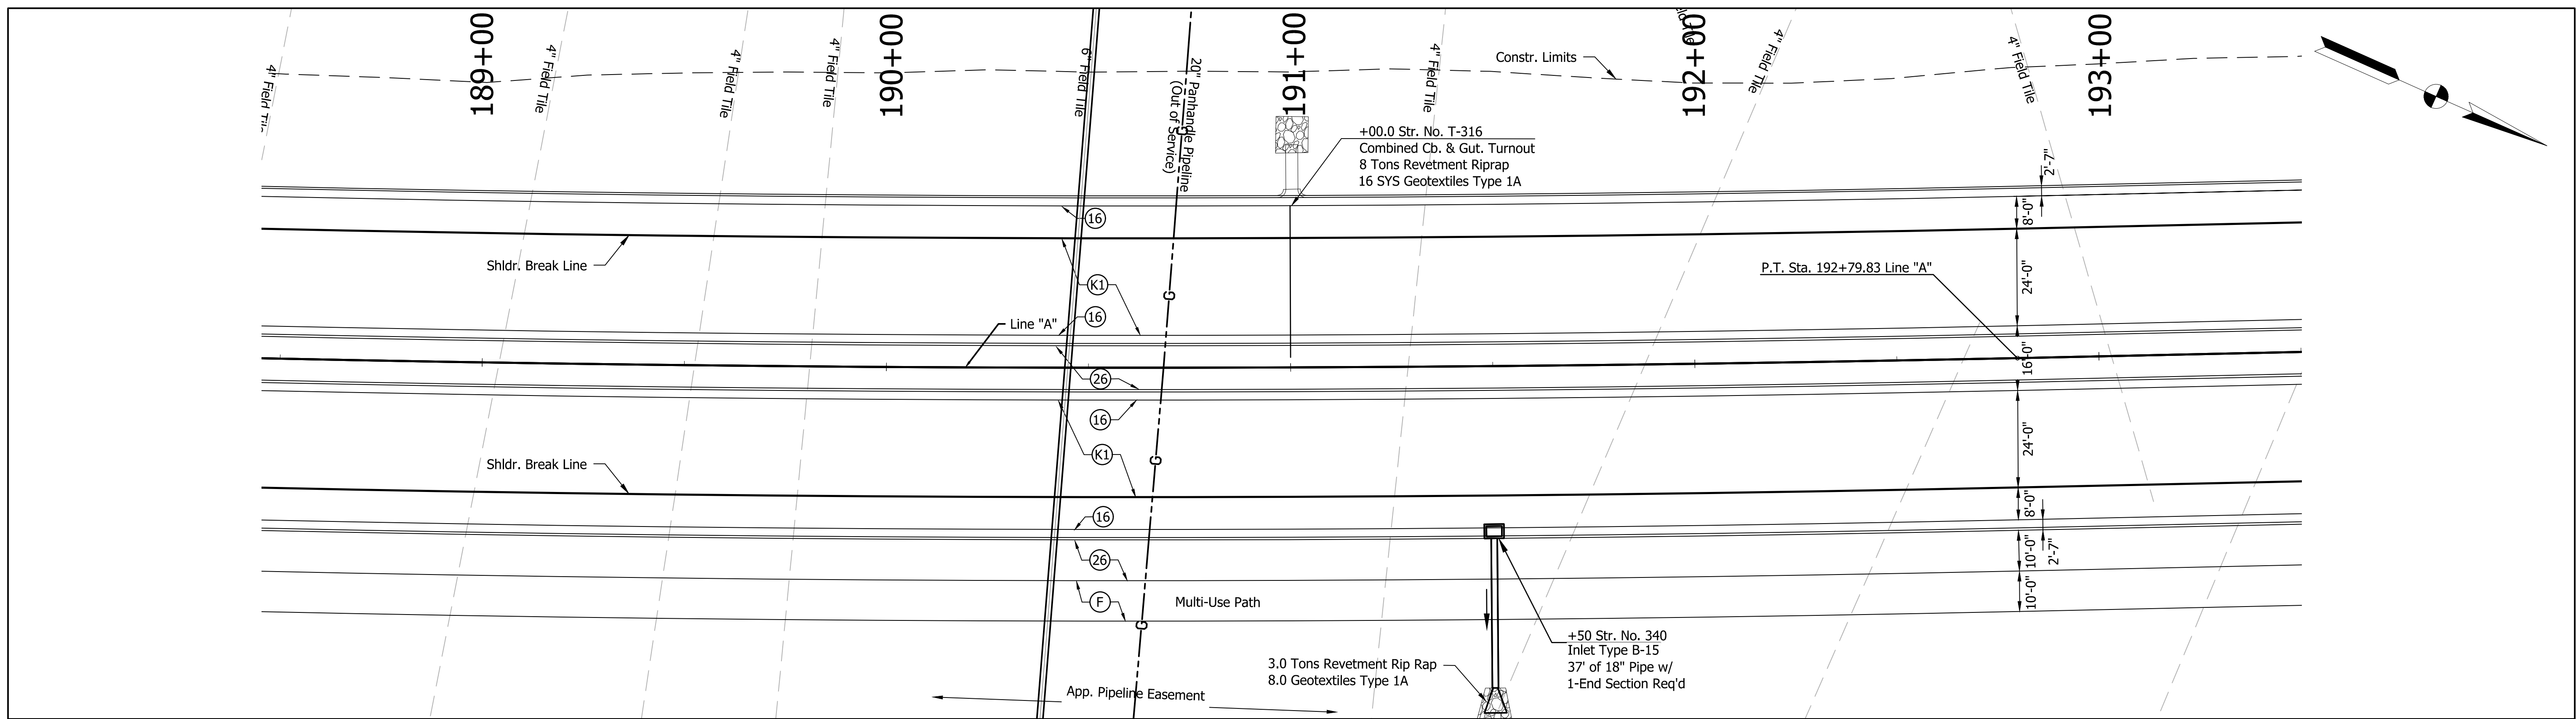 189+00
190+00
191+00
192+00
193+00
4" Field Tile
4" Field Tile
4" Field Tile
6" Field Tile
20" Panhandle Pipeline
(Out of Service)
4" Field Tile
Constr. Limits
4" Field Tile
4" Field Tile
4" Field
+00.0 Str. No. T-316
Combined Cb. & Gut. Turnout
8 Tons Revetment Riprap
16 SYS Geotextiles Type 1A
2'-7"
8'-0"
24'-0"
16'-0"
24'-0"
8'-0"
2'-7"
10'-0"
10'-0"
G
16
Shldr. Break Line
P.T. Sta. 192+79.83 Line "A"
K1
G
16
Line "A"
26
16
K1
G
Shldr. Break Line
16
26
F
Multi-Use Path
G
+50 Str. No. 340
Inlet Type B-15
37' of 18" Pipe w/
1-End Section Req'd
3.0 Tons Revetment Rip Rap
8.0 Geotextiles Type 1A
App. Pipeline Easement